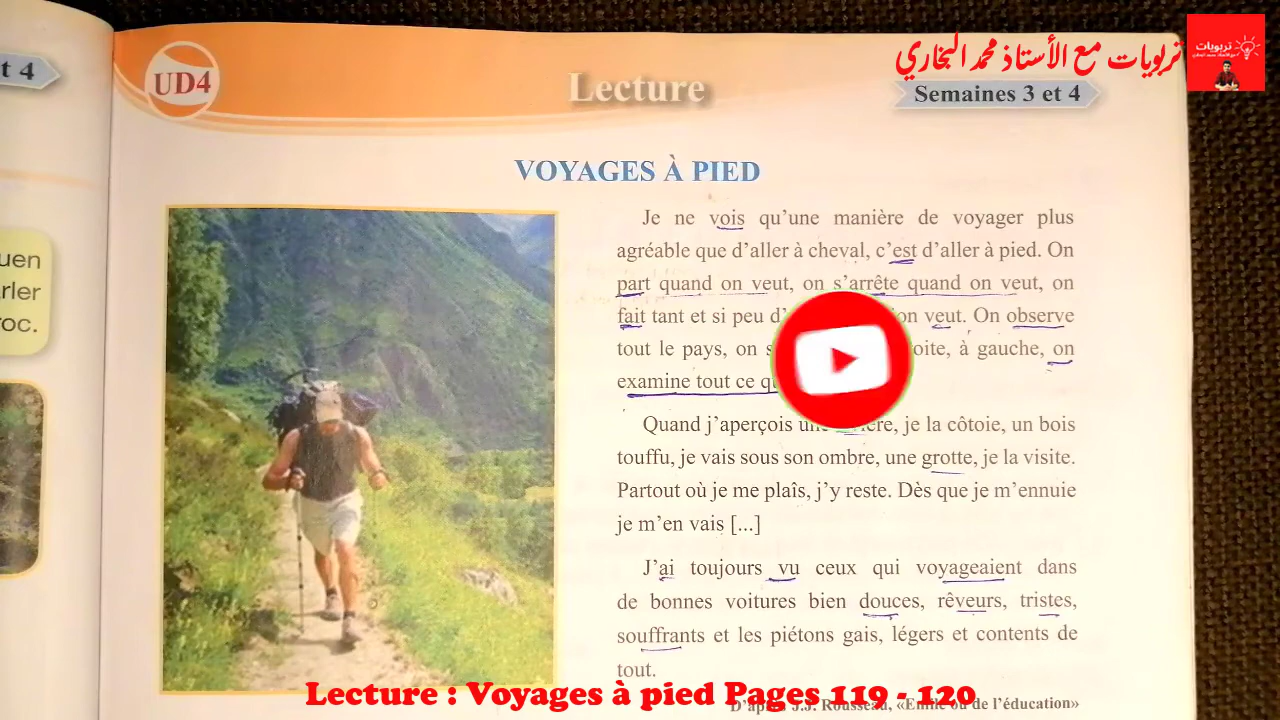 تربويات مع الأستاذ محمد البخاري
تربويات
t 4
UD4
Lecture
Semaines 3 et 4
uen
rler
roc.
VOYAGES À PIED
Je ne vois qu'une manière de voyager plus
agréable que d'aller à cheval, c'est d'aller à pied. On
part quand on veut, on s'arrête quand on veut, on
fait tant et si peu on veut. On observe
tout le pays, on à gauche, on
examine tout ce
Quand j'aperçois je la côtoie, un bois
touffu, je vais sous son ombre, une grotte, je la visite.
Partout où je me plaîs, j'y reste. Dès que je m'ennuie
je m'en vais [...]
J'ai toujours vu ceux qui voyageaient dans
de bonnes voitures bien douces, rêveurs, tristes,
souffrants et les piétons gais, légers et contents de
tout.
D'après J.J. Rousseau, «Emile ou de l'éducation»
Lecture : Voyages à pied Pages 119 - 120